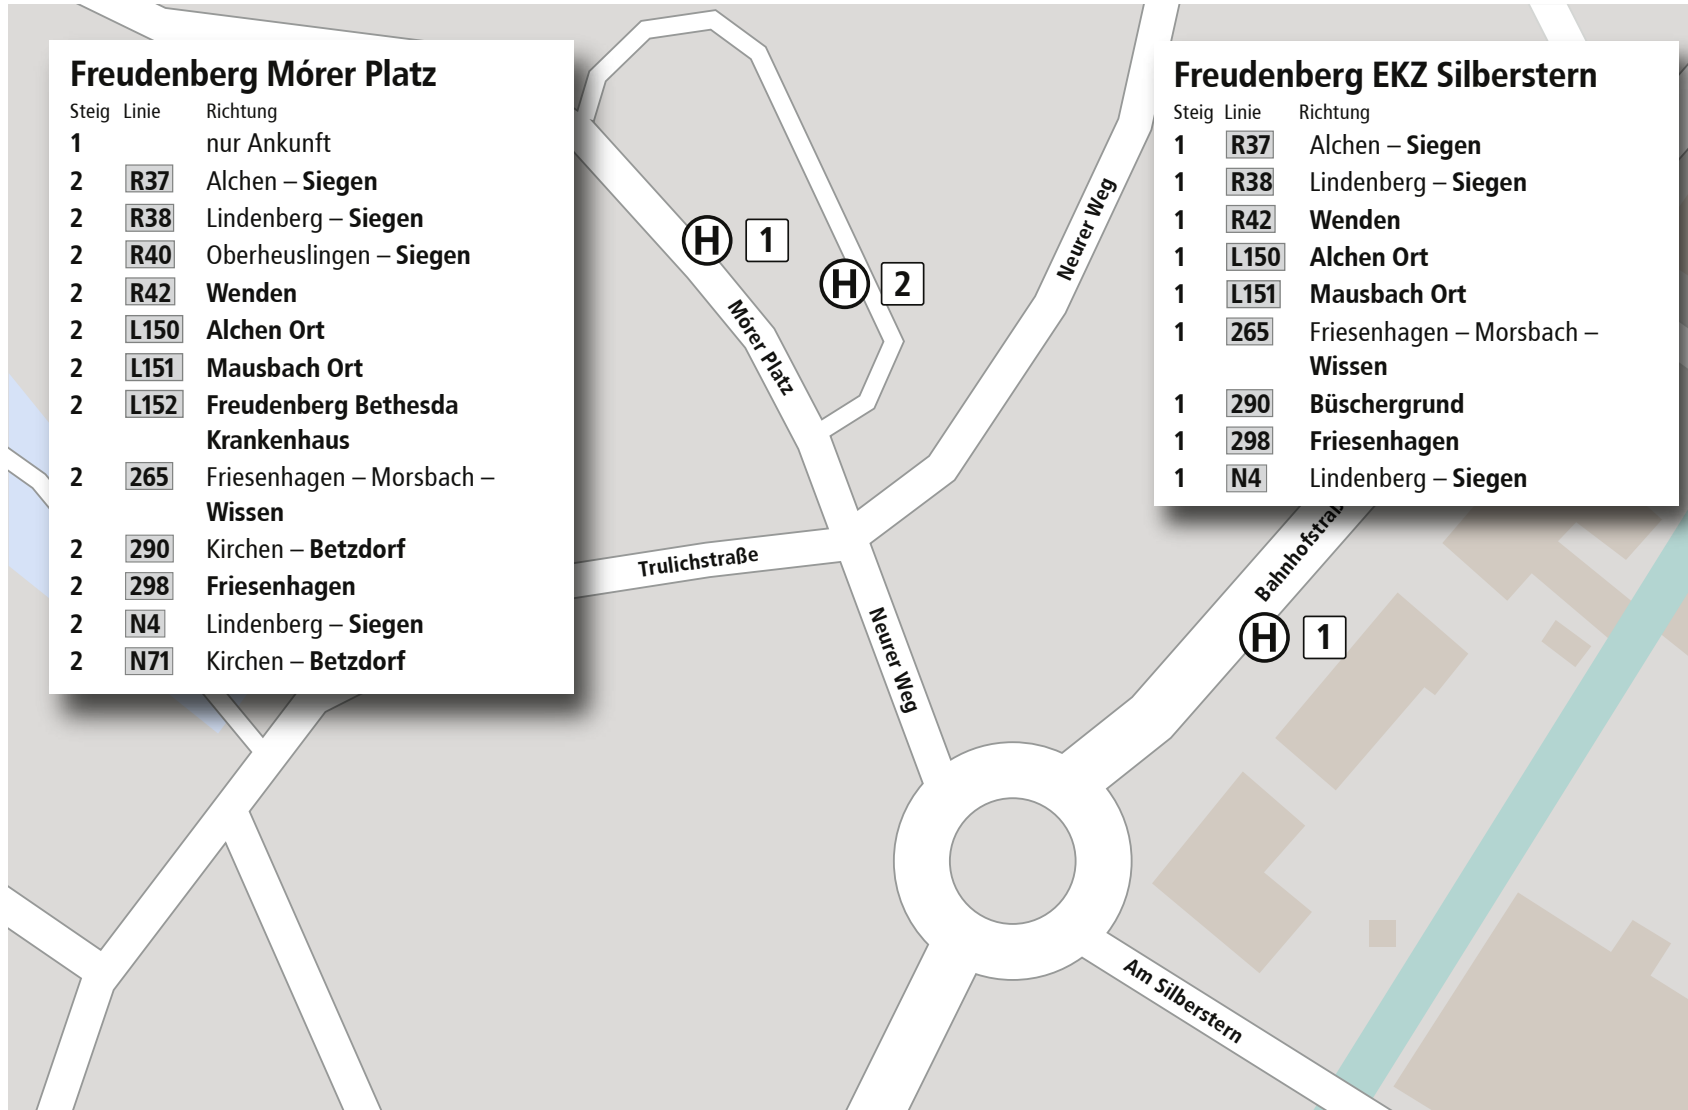 Freudenberg Mórer Platz
Steig Linie Richtung
1 nur Ankunft
2 R37 Alchen – Siegen
2 R38 Lindenberg – Siegen
2 R40 Oberheuslingen – Siegen
2 R42 Wenden
2 L150 Alchen Ort
2 L151 Mausbach Ort
2 L152 Freudenberg Bethesda
Krankenhaus
2 265 Friesenhagen – Morsbach –
Wissen
2 290 Kirchen – Betzdorf
2 298 Friesenhagen
2 N4 Lindenberg – Siegen
2 N71 Kirchen – Betzdorf
Freudenberg EKZ Silberstern
Steig Linie Richtung
1 R37 Alchen – Siegen
1 R38 Lindenberg – Siegen
1 R42 Wenden
1 L150 Alchen Ort
1 L151 Mausbach Ort
1 265 Friesenhagen – Morsbach –
Wissen
1 290 Büschergrund
1 298 Friesenhagen
1 N4 Lindenberg – Siegen
H 1
H 2
Mórer Platz
Neurer Weg
Trulichstraße
Neurer Weg
Bahnhofstraß
H 1
Am Silberstern